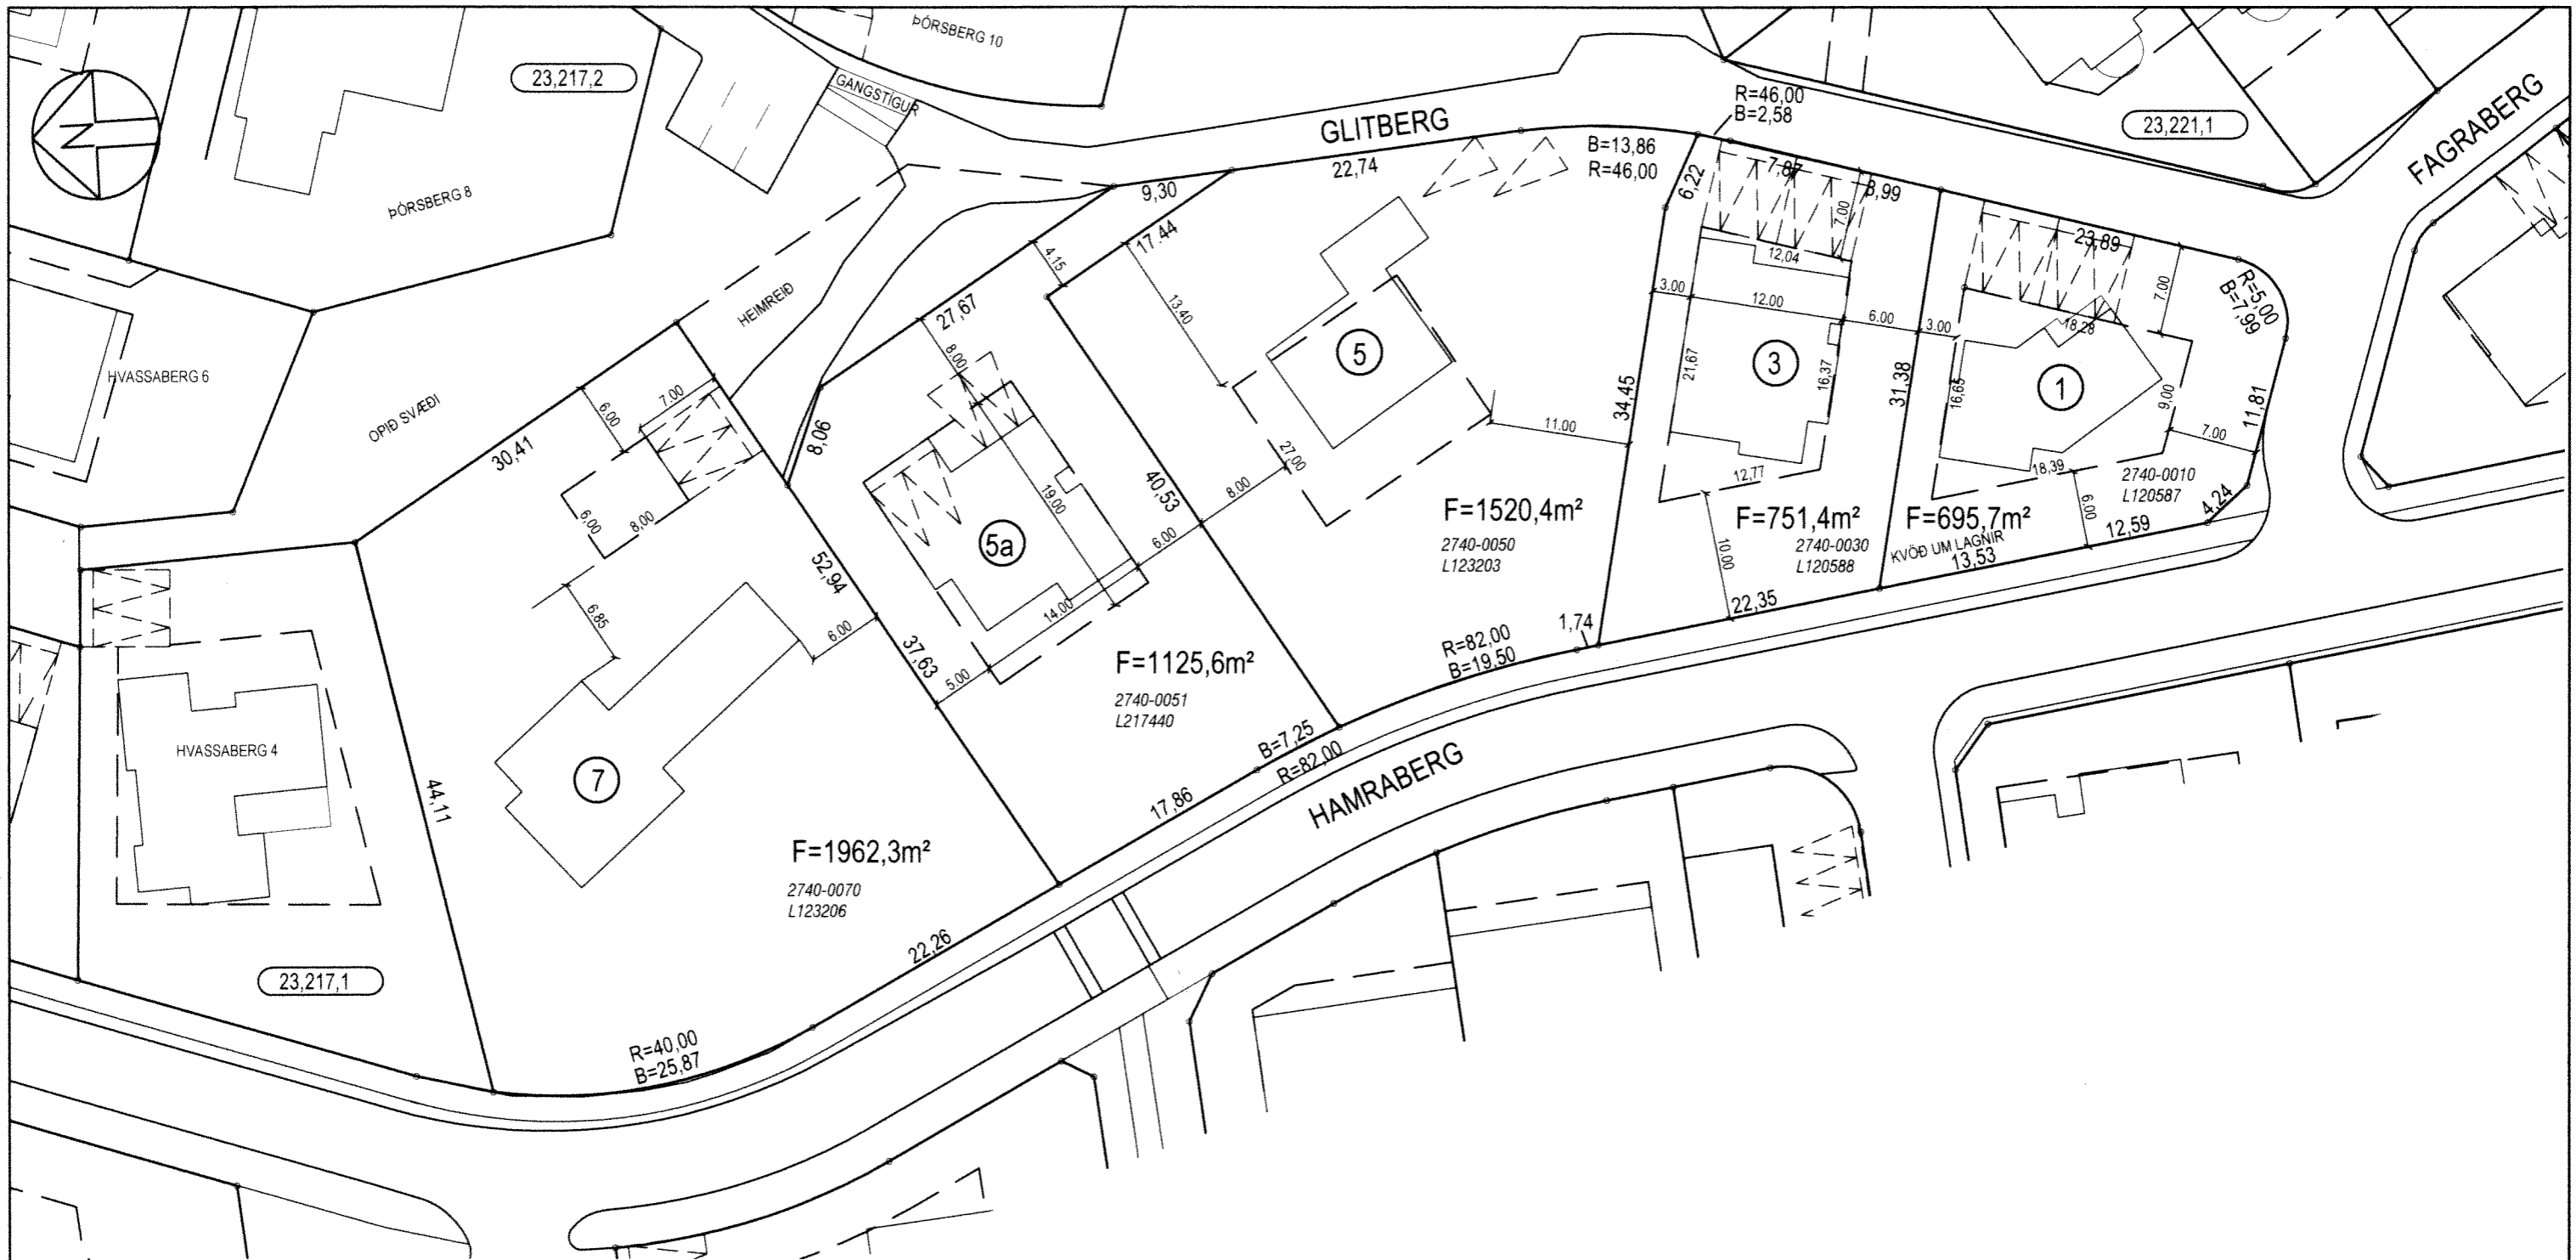 ÞÓRSBERG 10
23,217,2
GANGSTÍGUR
GLITBERG
R=46,00
B=2,58
23,221,1
FAGRABERG
N
B=13,86
R=46,00
22,74
9,30
6,22
7,87
8,99
7.00
ÞÓRSBERG 8
17.44
4.15
12,04
23,89
7.00
R=5,00
B=7,99
HEIMREIÐ
27,67
13.40
3.00
12.00
6.00
3.00
18,28
HVASSABERG 6
OPIÐ SVÆÐI
8.00
5
21,67
3
16,37
31,38
16,65
1
9,00
11,81
7.00
6.00
30,41
8,06
34,45
11.00
7.00
27.00
8.00
40,53
19.00
12,77
18,39
2740-0010
L120587
4,24
6,00
8,00
5a
6.00
F=1520,4m²
2740-0050
L123203
F=751,4m²
2740-0030
L120588
F=695,7m²
KVÖÐ UM LAGNIR
13,53
6.00
12,59
10.00
22,35
52,94
6,85
6.00
14.00
37,63
5.00
1,74
R=82,00
B=19,50
F=1125,6m²
2740-0051
L217440
B=7,25
R=82,00
HVASSABERG 4
44,11
7
17,86
HAMRABERG
F=1962,3m²
2740-0070
L123206
22,26
23,217,1
R=40,00
B=25,87